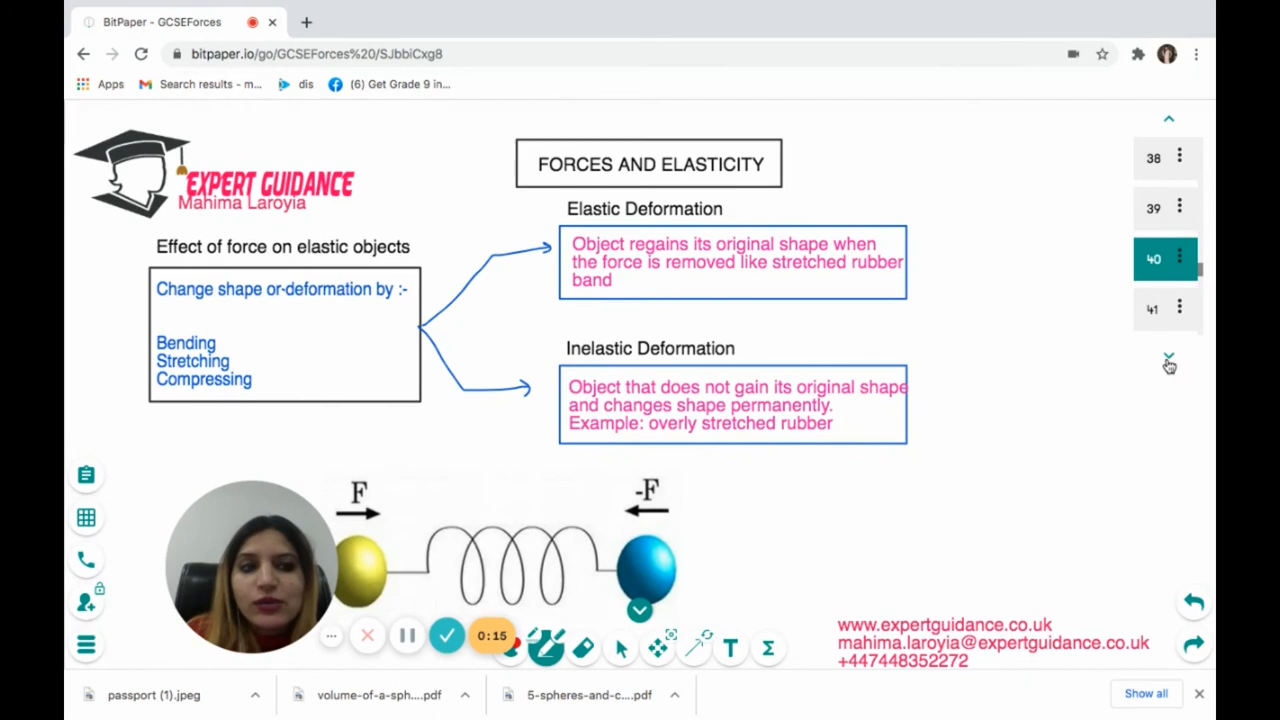 BitPaper - GCSEForces
bitpaper.io/go/GCSEForces%20/SJbbiCxg8
Apps
Search results - m...
dis
(6) Get Grade 9 in...
EXPERT GUIDANCE
Mahima Laroyia
FORCES AND ELASTICITY
Elastic Deformation
Effect of force on elastic objects
Object regains its original shape when
the force is removed like stretched rubber
band
Change shape or-deformation by :-
Bending
Stretching
Compressing
Inelastic Deformation
Object that does not gain its original shape
and changes shape permanently.
Example: overly stretched rubber
38
39
40
41
F
-F
0:15
T
Σ
www.expertguidance.co.uk
mahima.laroyia@expertguidance.co.uk
+447448352272
passport (1).jpeg
volume-of-a-sph....pdf
5-spheres-and-c....pdf
Show all